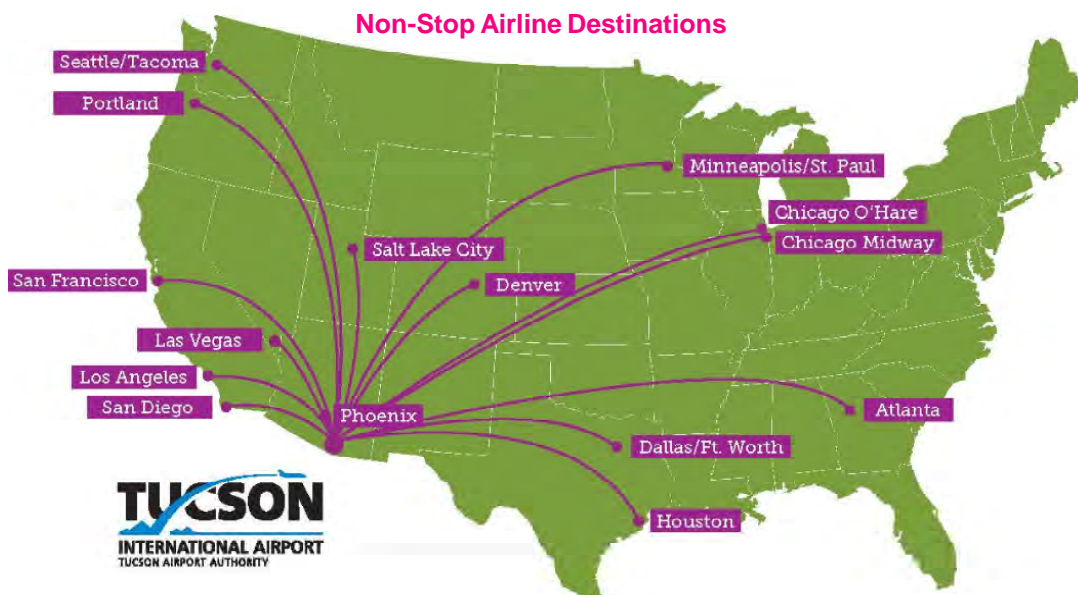 Non-Stop Airline Destinations
Seattle/Tacoma
Portland
Minneapolis/St. Paul
Chicago O'Hare
Chicago Midway
Salt Lake City
Denver
San Francisco
Las Vegas
Los Angeles
San Diego
Phoenix
Atlanta
Dallas/Ft. Worth
Houston
TUCSON
INTERNATIONAL AIRPORT
TUCSON AIRPORT AUTHORITY